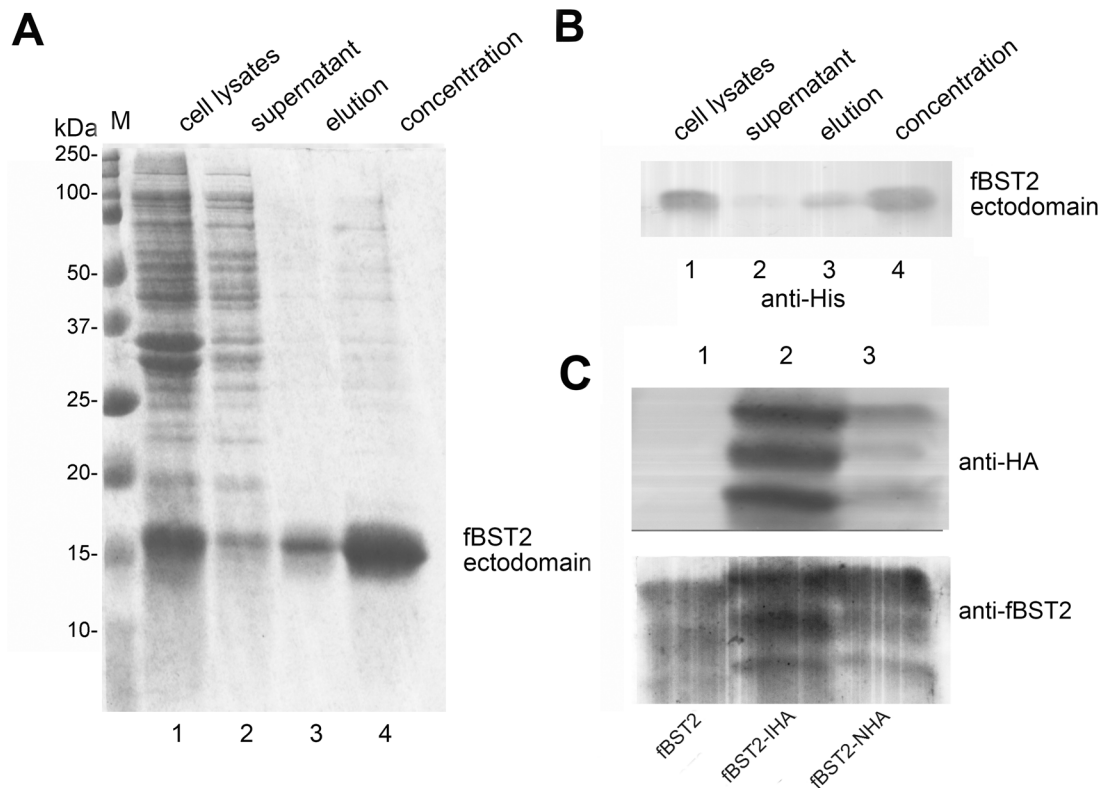 A
kDa
M
cell lysates
supernatant
elution
concentration
250-
100-
50-
37-
25-
20-
15-
10-
fBST2
ectodomain
1 2 3 4
B
cell lysates
supernatant
elution
concentration
fBST2
ectodomain
1 2 3 4
anti-His
C
1 2 3
anti-HA
anti-fBST2
fBST2
fBST2-IHA
fBST2-NHA